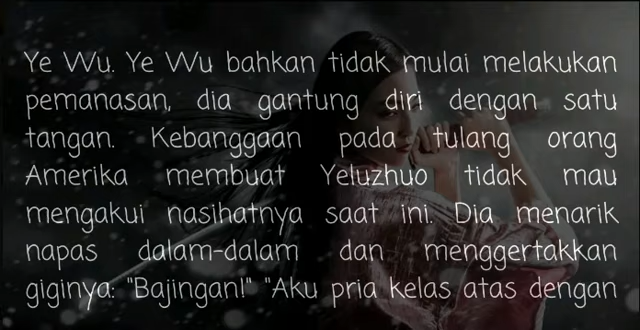 Ye Wu. Ye Wu bahkan tidak mulai melakukan
pemanasan, dia gantung diri dengan satu
tangan. Kebanggaan pada tulang orang
Amerika membuat Yeluzhuo tidak mau
mengakui nasihatnya saat ini. Dia menarik
napas dalam-dalam dan menggertakkan
giginya: "Bajingan!" "Aku pria kelas atas dengan